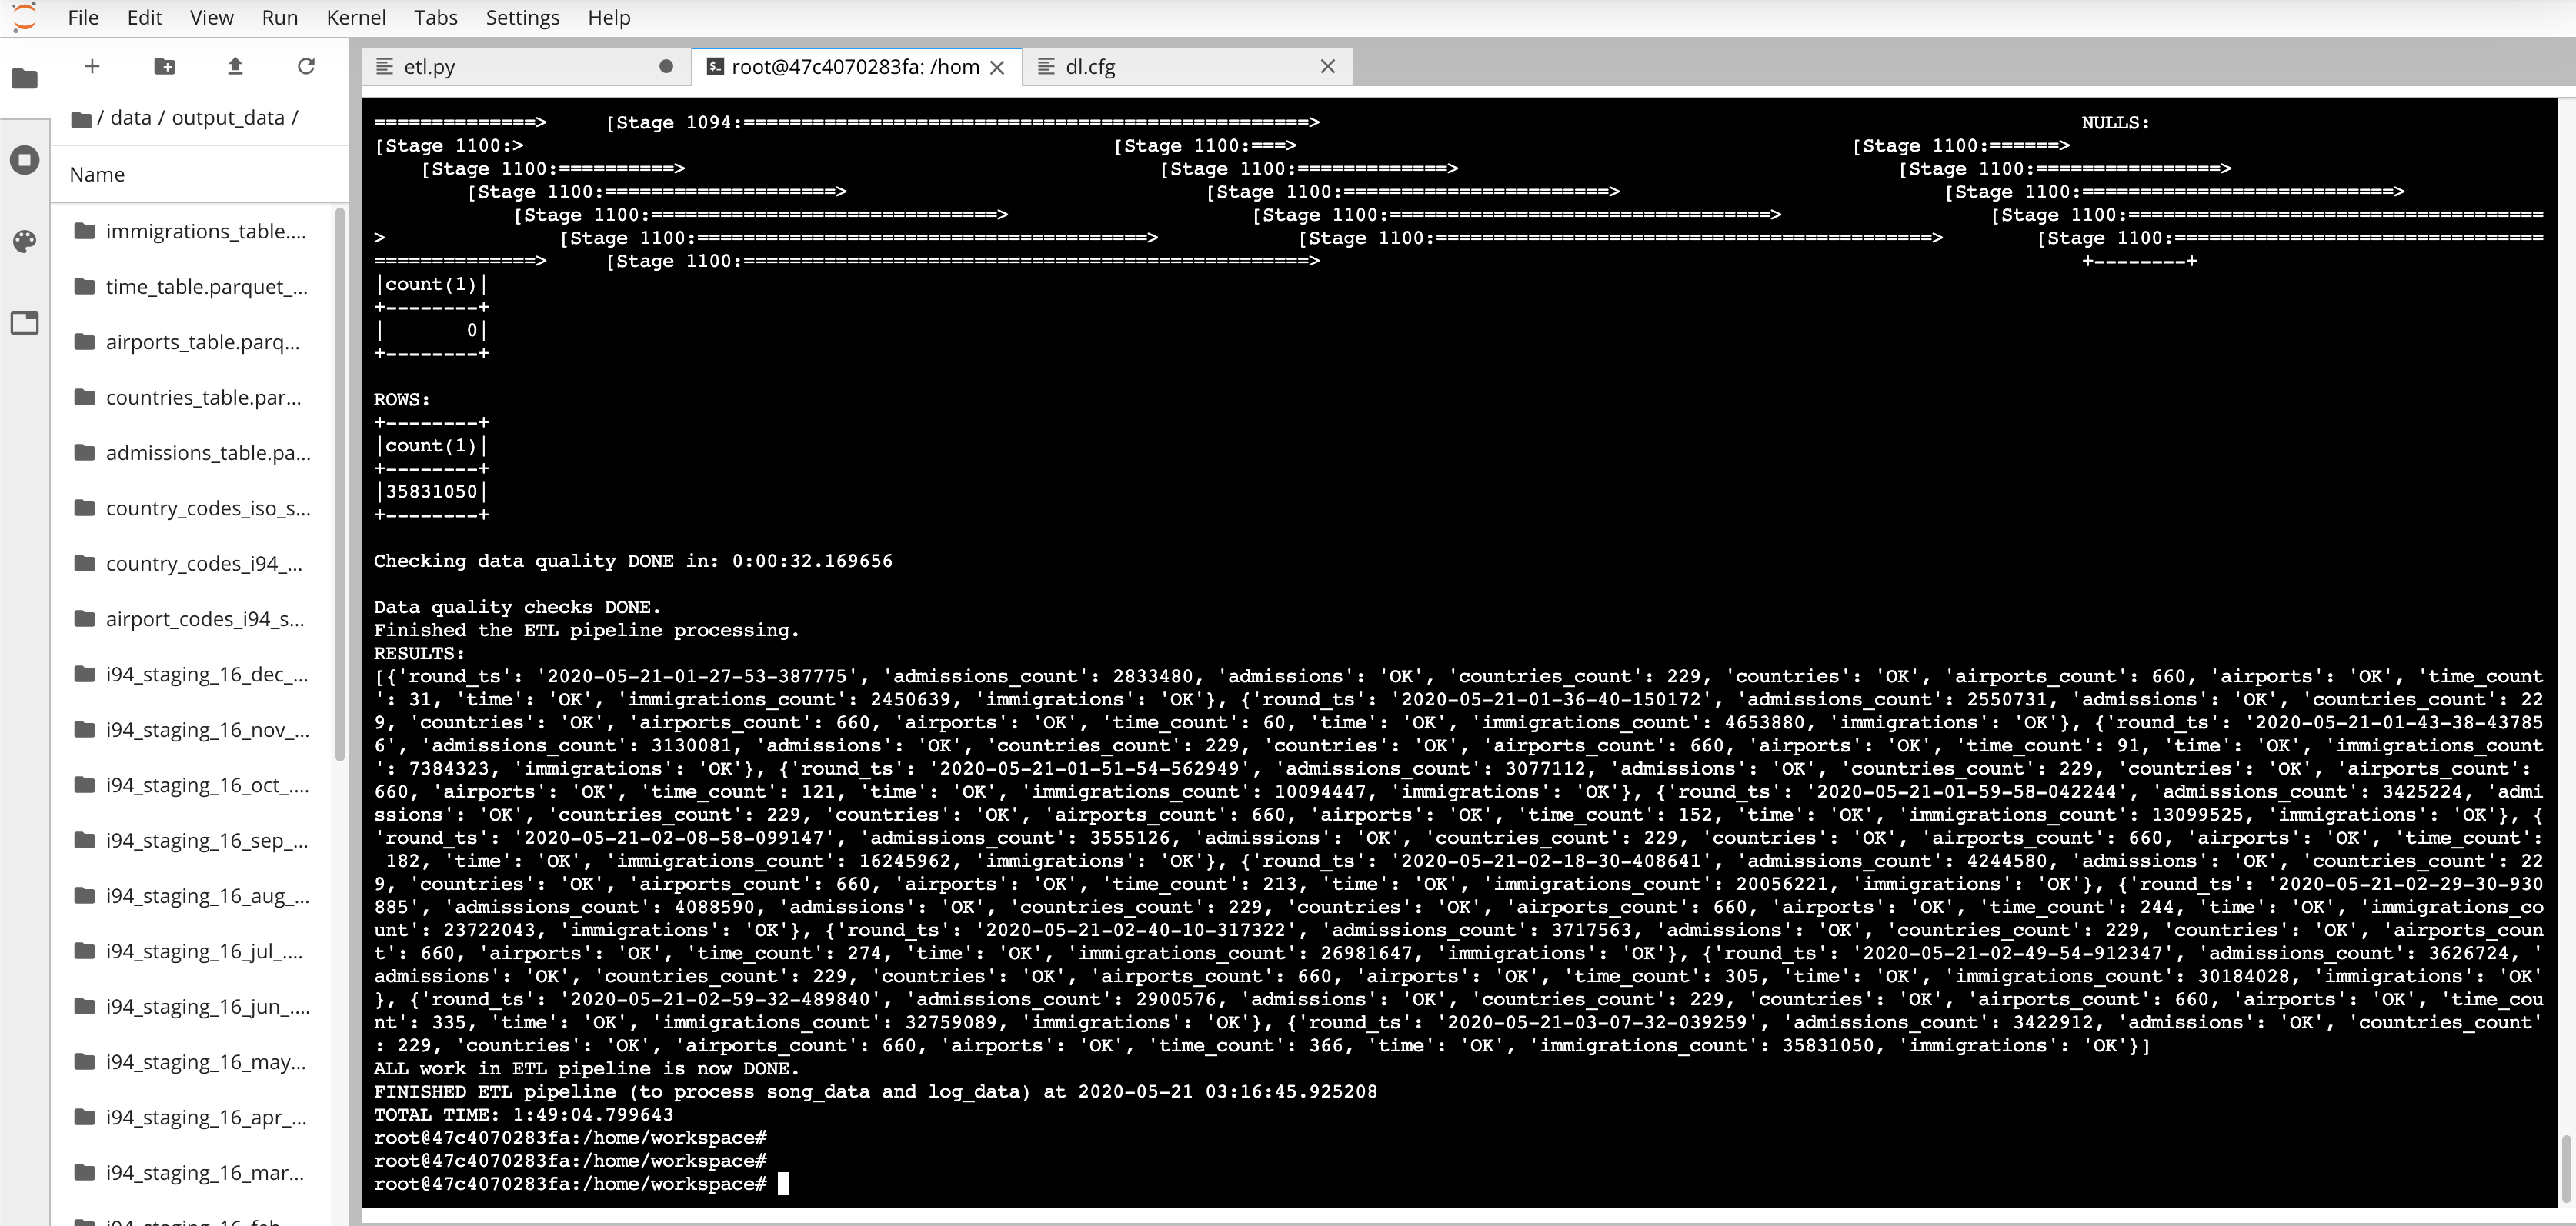 File Edit View Run Kernel Tabs Settings Help
etl.py root@47c4070283fa: /hom dl.cfg
/ data / output_data /
Name
immigrations_table....
time_table.parquet_...
airports_table.parq...
countries_table.par...
admissions_table.pa...
country_codes_iso_s...
country_codes_i94_...
airport_codes_i94_s...
i94_staging_16_dec_...
i94_staging_16_nov_...
i94_staging_16_oct_....
i94_staging_16_sep_...
i94_staging_16_aug_...
i94_staging_16_jul_....
i94_staging_16_jun_....
i94_staging_16_may...
i94_staging_16_apr_...
i94_staging_16_mar...
==============> [Stage 1094:=================================================> NULLS:
[Stage 1100:> [Stage 1100:===> [Stage 1100:======>
[Stage 1100:==========> [Stage 1100:=============> [Stage 1100:================>
[Stage 1100:====================> [Stage 1100:=======================> [Stage 1100:===========================>
[Stage 1100:==============================> [Stage 1100:=================================> [Stage 1100:====================================
> [Stage 1100:=======================================> [Stage 1100:===========================================> [Stage 1100:================================
==============> [Stage 1100:=================================================> +--------+
|count(1)|
+--------+
| 0|
+--------+
ROWS:
+--------+
|count(1)|
+--------+
|35831050|
+--------+
Checking data quality DONE in: 0:00:32.169656
Data quality checks DONE.
Finished the ETL pipeline processing.
RESULTS:
[{'round_ts': '2020-05-21-01-27-53-387775', 'admissions_count': 2833480, 'admissions': 'OK', 'countries_count': 229, 'countries': 'OK', 'airports_count': 660, 'airports': 'OK', 'time_count
': 31, 'time': 'OK', 'immigrations_count': 2450639, 'immigrations': 'OK'}, {'round_ts': '2020-05-21-01-36-40-150172', 'admissions_count': 2550731, 'admissions': 'OK', 'countries_count': 22
9, 'countries': 'OK', 'airports_count': 660, 'airports': 'OK', 'time_count': 60, 'time': 'OK', 'immigrations_count': 4653880, 'immigrations': 'OK'}, {'round_ts': '2020-05-21-01-43-38-43785
6', 'admissions_count': 3130081, 'admissions': 'OK', 'countries_count': 229, 'countries': 'OK', 'airports_count': 660, 'airports': 'OK', 'time_count': 91, 'time': 'OK', 'immigrations_count
': 7384323, 'immigrations': 'OK'}, {'round_ts': '2020-05-21-01-51-54-562949', 'admissions_count': 3077112, 'admissions': 'OK', 'countries_count': 229, 'countries': 'OK', 'airports_count':
660, 'airports': 'OK', 'time_count': 121, 'time': 'OK', 'immigrations_count': 10094447, 'immigrations': 'OK'}, {'round_ts': '2020-05-21-01-59-58-042244', 'admissions_count': 3425224, 'admi
ssions': 'OK', 'countries_count': 229, 'countries': 'OK', 'airports_count': 660, 'airports': 'OK', 'time_count': 152, 'time': 'OK', 'immigrations_count': 13099525, 'immigrations': 'OK'}, {
'round_ts': '2020-05-21-02-08-58-099147', 'admissions_count': 3555126, 'admissions': 'OK', 'countries_count': 229, 'countries': 'OK', 'airports_count': 660, 'airports': 'OK', 'time_count':
182, 'time': 'OK', 'immigrations_count': 16245962, 'immigrations': 'OK'}, {'round_ts': '2020-05-21-02-18-30-408641', 'admissions_count': 4244580, 'admissions': 'OK', 'countries_count': 22
9, 'countries': 'OK', 'airports_count': 660, 'airports': 'OK', 'time_count': 213, 'time': 'OK', 'immigrations_count': 20056221, 'immigrations': 'OK'}, {'round_ts': '2020-05-21-02-29-30-930
885', 'admissions_count': 4088590, 'admissions': 'OK', 'countries_count': 229, 'countries': 'OK', 'airports_count': 660, 'airports': 'OK', 'time_count': 244, 'time': 'OK', 'immigrations_co
unt': 23722043, 'immigrations': 'OK'}, {'round_ts': '2020-05-21-02-40-10-317322', 'admissions_count': 3717563, 'admissions': 'OK', 'countries_count': 229, 'countries': 'OK', 'airports_coun
t': 660, 'airports': 'OK', 'time_count': 274, 'time': 'OK', 'immigrations_count': 26981647, 'immigrations': 'OK'}, {'round_ts': '2020-05-21-02-49-54-912347', 'admissions_count': 3626724, '
admissions': 'OK', 'countries_count': 229, 'countries': 'OK', 'airports_count': 660, 'airports': 'OK', 'time_count': 305, 'time': 'OK', 'immigrations_count': 30184028, 'immigrations': 'OK'
}, {'round_ts': '2020-05-21-02-59-32-489840', 'admissions_count': 2900576, 'admissions': 'OK', 'countries_count': 229, 'countries': 'OK', 'airports_count': 660, 'airports': 'OK', 'time_cou
nt': 335, 'time': 'OK', 'immigrations_count': 32759089, 'immigrations': 'OK'}, {'round_ts': '2020-05-21-03-07-32-039259', 'admissions_count': 3422912, 'admissions': 'OK', 'countries_count'
: 229, 'countries': 'OK', 'airports_count': 660, 'airports': 'OK', 'time_count': 366, 'time': 'OK', 'immigrations_count': 35831050, 'immigrations': 'OK'}]
ALL work in ETL pipeline is now DONE.
FINISHED ETL pipeline (to process song_data and log_data) at 2020-05-21 03:16:45.925208
TOTAL TIME: 1:49:04.799643
root@47c4070283fa:/home/workspace#
root@47c4070283fa:/home/workspace#
root@47c4070283fa:/home/workspace#